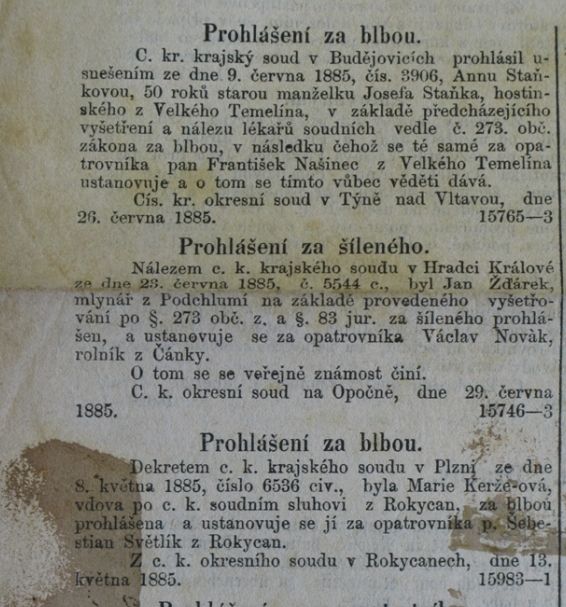 Prohlášení za blbou.
C. kr. krajský soud v Budějovicích prohlásil u-
snešením ze dne 9. června 1885, čís. 3906, Annu Staň-
kovou, 50 roků starou manželku Josefa Staňka, hostin-
ského z Velkého Temelína, v základě předcházejícího
vyšetření a nálezu lékařů soudních vedle č. 273. obč.
zákona za blbou, v následku čehož se té samé za opa-
trovníka pan František Našinec z Velkého Temelína
ustanovuje a o tom se tímto vůbec věděti dává.
Cís. kr. okresní soud v Týně nad Vltavou, dne
26. června 1885. 15765—3
Prohlášení za šíleného.
Nálezem c. k. krajského soudu v Hradci Králové
ze dne 23. června 1885, č. 5544 c., byl Jan Žďárek,
mlynář z Podchlumí na základě provedeného vyšetřo-
vání po §. 273 obč. z. a §. 83 jur. za šíleného prohlá-
šen, a ustanovuje se za opatrovníka Václav Novàk,
rolník z Čánky.
O tom se se veřejně známost činí.
C. k. okresní soud na Opočně, dne 29. června
1885. 15746—3
Prohlášení za blbou.
Dekretem c. k. krajského soudu v Plzni ze dne
8. května 1885, číslo 6536 civ., byla Marie
vdova po c. k. soudním sluhovi z Rokycan, za blbou
prohlášena a ustanovuje se jí za opatrovníka p. Šebe-
stian Světlík z Rokycan.
Z c. k. okresního soudu v Rokycanech, dne 13.
května 1885. 15983—1